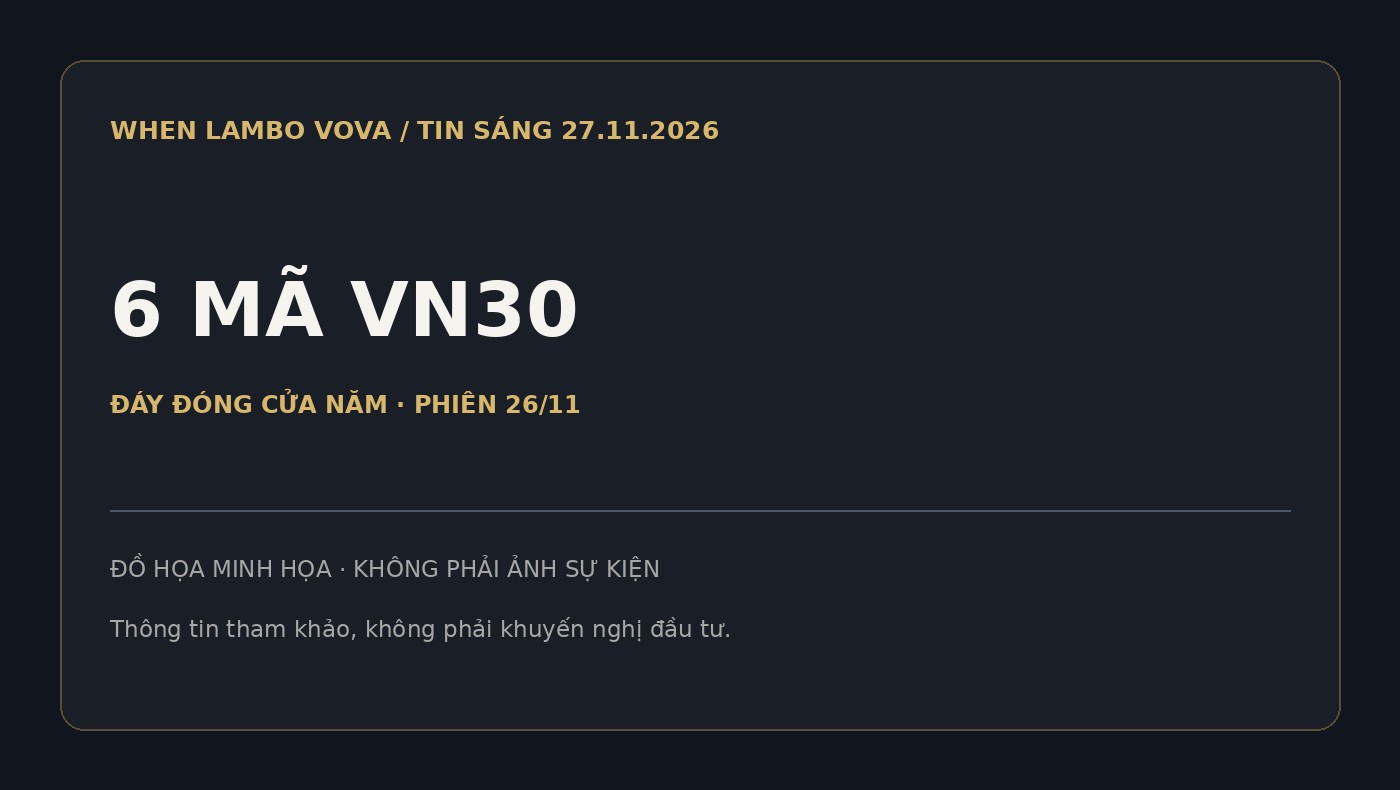 WHEN LAMBO VOVA / TIN SÁNG 27.11.2026
6 MÃ VN30
ĐÁY ĐÓNG CỬA NĂM · PHIÊN 26/11
ĐỒ HỌA MINH HỌA · KHÔNG PHẢI ẢNH SỰ KIỆN
Thông tin tham khảo, không phải khuyến nghị đầu tư.